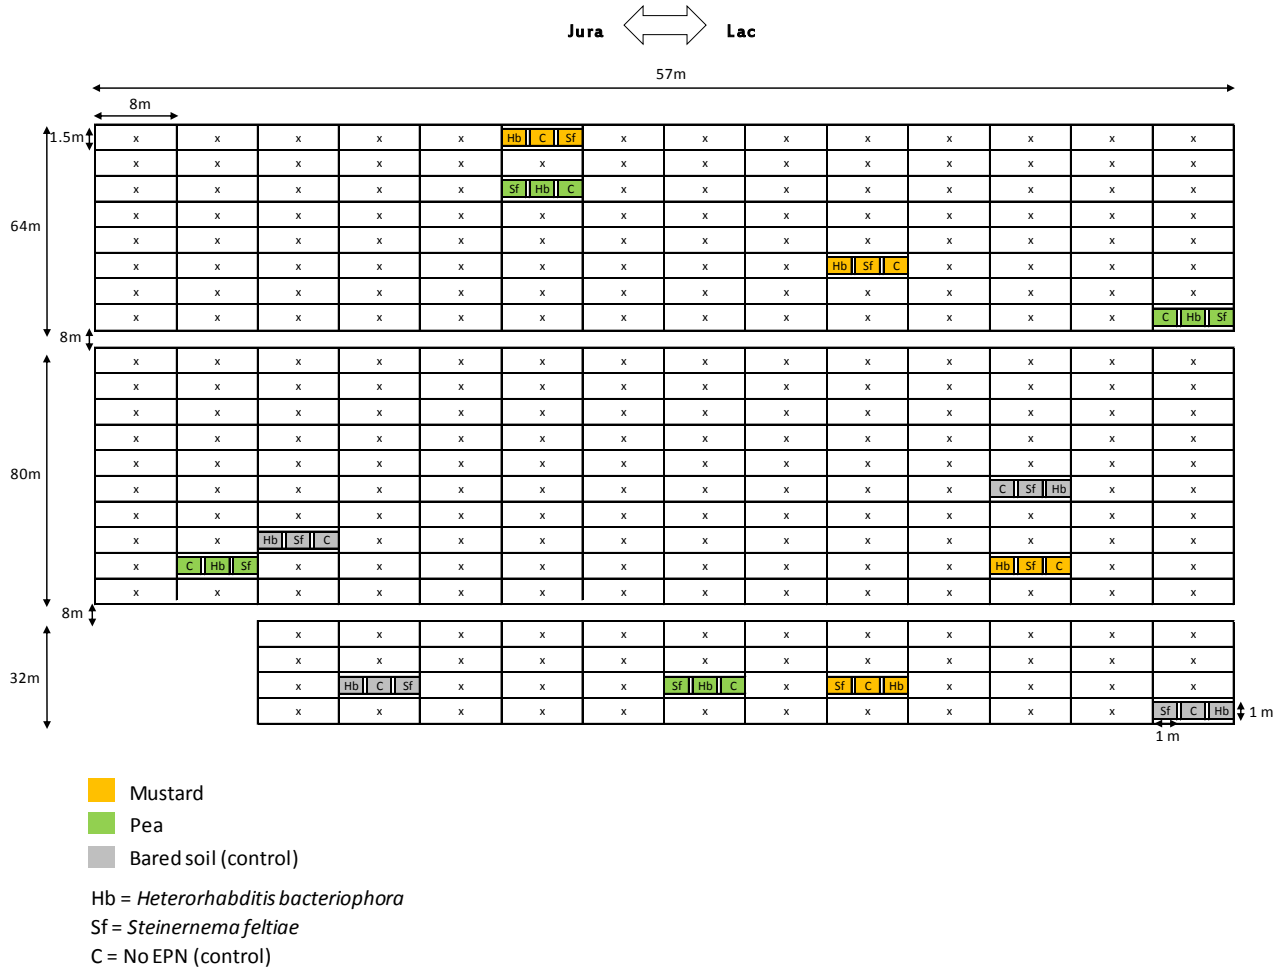 Jura Lac
57m
8m
1.5m x x x x x Hb C Sf x x x x x x x x
x x x x x x x x x x x x x x
x x x x x Sf Hb C x x x x x x x x
64m x x x x x x x x x x x x x x
x x x x x x x x x x x x x x
x x x x x x x x x Hb Sf C x x x x
x x x x x x x x x x x x x x
x x x x x x x x x x x x x C Hb Sf
8m
x x x x x x x x x x x x x x
x x x x x x x x x x x x x x
x x x x x x x x x x x x x x
x x x x x x x x x x x x x x
80m x x x x x x x x x x x x x x
x x x x x x x x x x x C Sf Hb x x
x x x x x x x x x x x x x x
x x Hb Sf C x x x x x x x x x x x
x C Hb Sf x x x x x x x x x Hb Sf C x x
x x x x x x x x x x x x x x
8m
x x x x x x x x x x x x
x x x x x x x x x x x x
32m x Hb C Sf x x x Sf Hb C x Sf C Hb x x x x
x x x x x x x x x x x Sf C Hb 1 m
1 m
Mustard
Pea
Bared soil (control)
Hb = Heterorhabditis bacteriophora
Sf = Steinernema feltiae
C = No EPN (control)